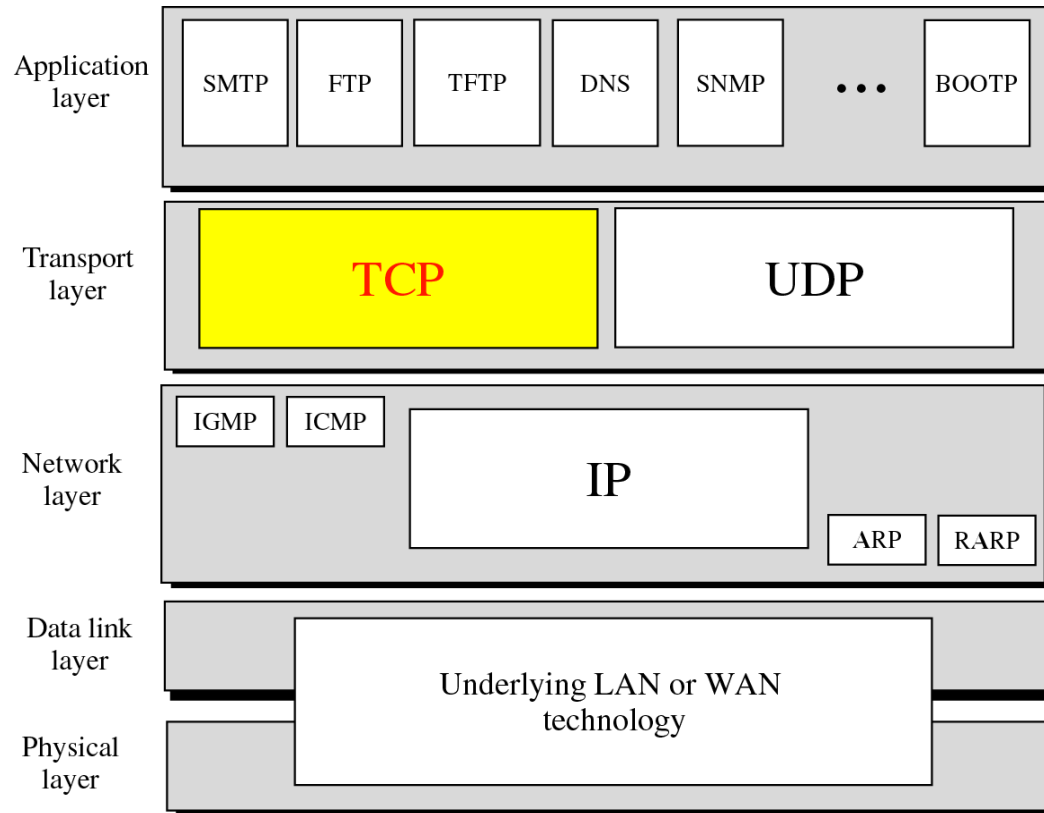 Application
layer
SMTP
FTP
TFTP
DNS
SNMP
...
BOOTP
Transport
layer
TCP
UDP
Network
layer
IGMP
ICMP
IP
ARP
RARP
Data link
layer
Underlying LAN or WAN
technology
Physical
layer